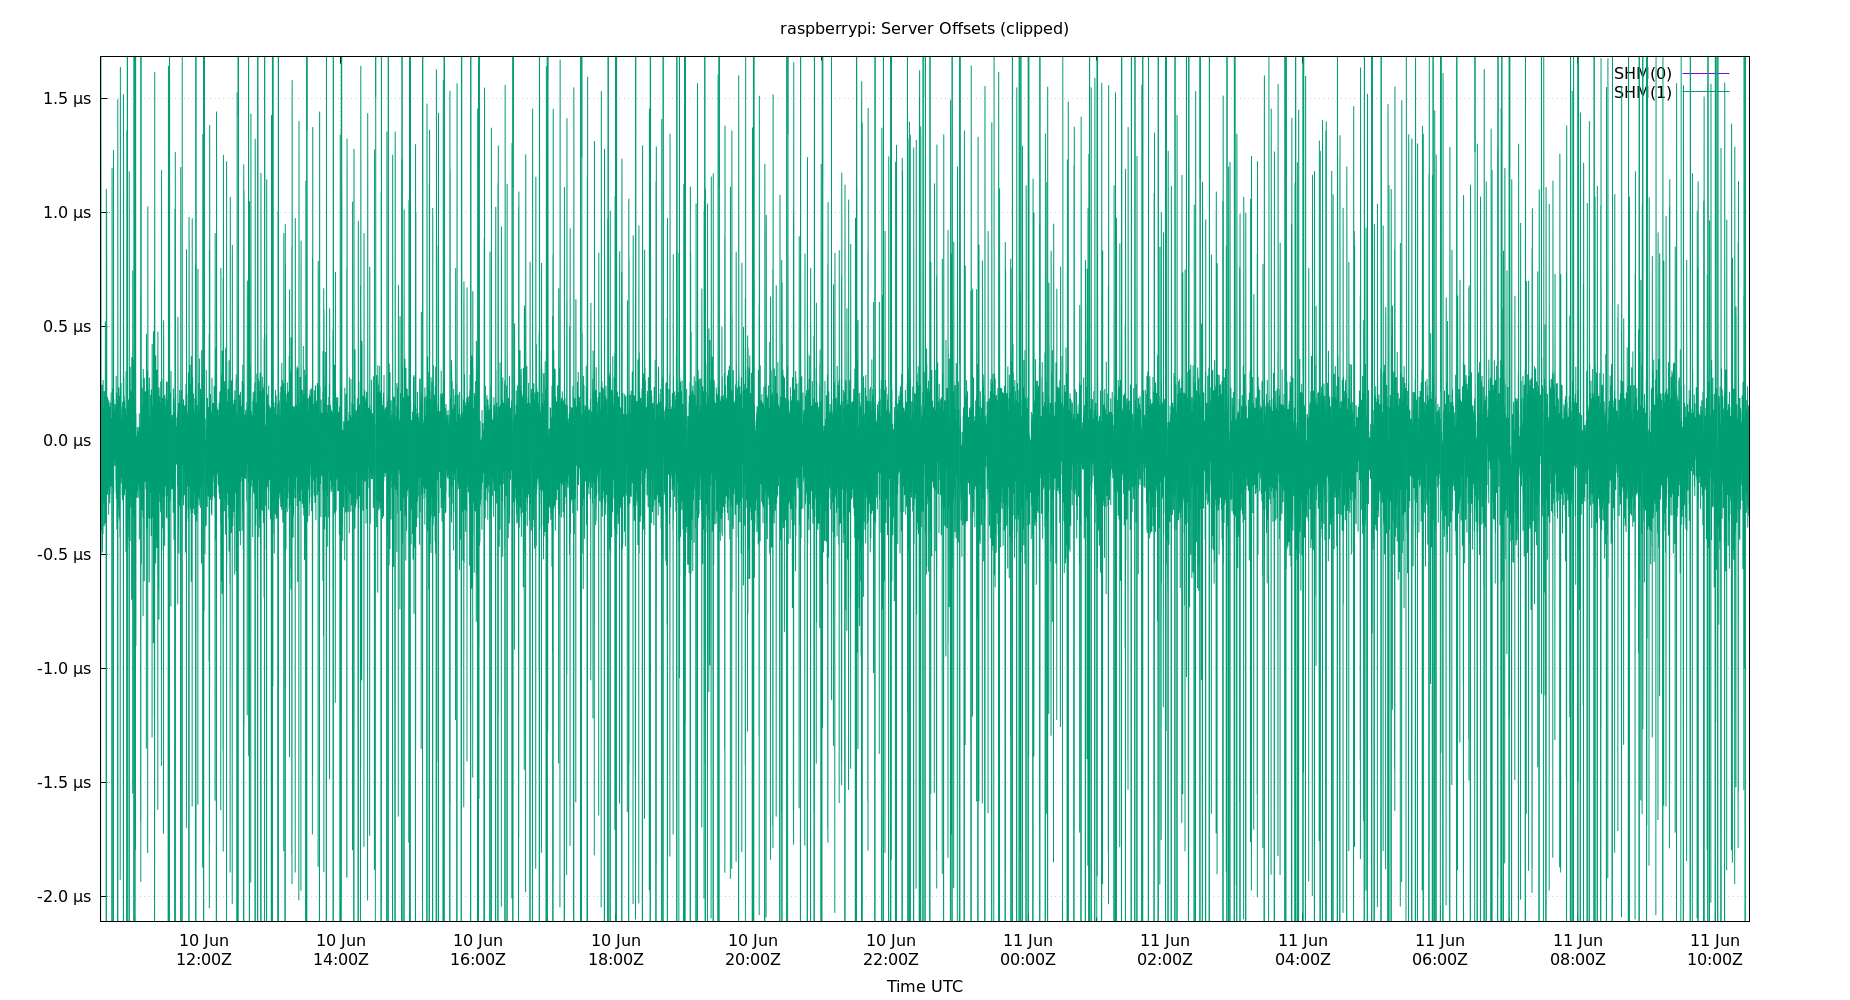 raspberrypi: Server Offsets (clipped)
SHM(0)
SHM(1)
1.5 µs
1.0 µs
0.5 µs
0.0 µs
-0.5 µs
-1.0 µs
-1.5 µs
-2.0 µs
10 Jun 10 Jun 10 Jun 10 Jun 10 Jun 10 Jun 11 Jun 11 Jun 11 Jun 11 Jun 11 Jun 11 Jun
12:00Z 14:00Z 16:00Z 18:00Z 20:00Z 22:00Z 00:00Z 02:00Z 04:00Z 06:00Z 08:00Z 10:00Z
Time UTC